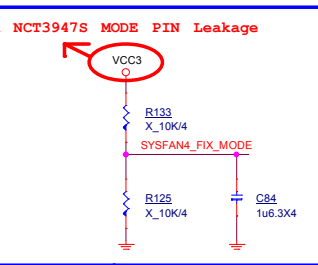 NCT3947S MODE PIN Leakage
VCC3
R133
X_10K/4
SYSFAN4_FIX_MODE
R125
X_10K/4
C84
1u6.3X4